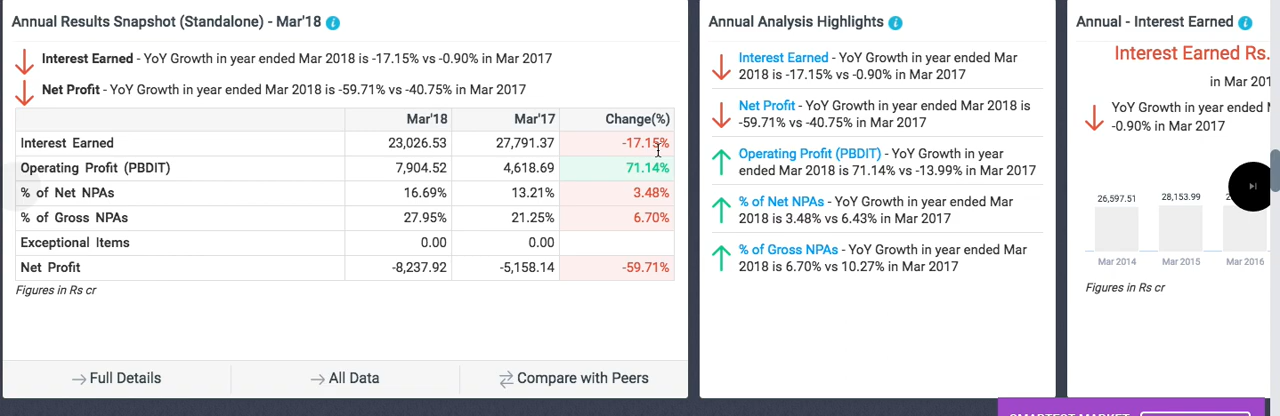 Annual Results Snapshot (Standalone) - Mar'18
Interest Earned - YoY Growth in year ended Mar 2018 is -17.15% vs -0.90% in Mar 2017
Net Profit - YoY Growth in year ended Mar 2018 is -59.71% vs -40.75% in Mar 2017
Mar'18 Mar'17 Change(%)
Interest Earned 23,026.53 27,791.37 -17.15%
Operating Profit (PBDIT) 7,904.52 4,618.69 71.14%
% of Net NPAs 16.69% 13.21% 3.48%
% of Gross NPAs 27.95% 21.25% 6.70%
Exceptional Items 0.00 0.00
Net Profit -8,237.92 -5,158.14 -59.71%
Figures in Rs cr
Full Details All Data Compare with Peers
Annual Analysis Highlights
Interest Earned - YoY Growth in year ended Mar
2018 is -17.15% vs -0.90% in Mar 2017
Net Profit - YoY Growth in year ended Mar 2018 is
-59.71% vs -40.75% in Mar 2017
Operating Profit (PBDIT) - YoY Growth in year
ended Mar 2018 is 71.14% vs -13.99% in Mar 2017
% of Net NPAs - YoY Growth in year ended Mar
2018 is 3.48% vs 6.43% in Mar 2017
% of Gross NPAs - YoY Growth in year ended Mar
2018 is 6.70% vs 10.27% in Mar 2017
Annual - Interest Earned
Interest Earned Rs.
in Mar 201
YoY Growth in year ended
-0.90% in Mar 2017
26,597.51 28,153.99
Mar 2014 Mar 2015 Mar 2016
Figures in Rs cr
SMARTEST MARKET